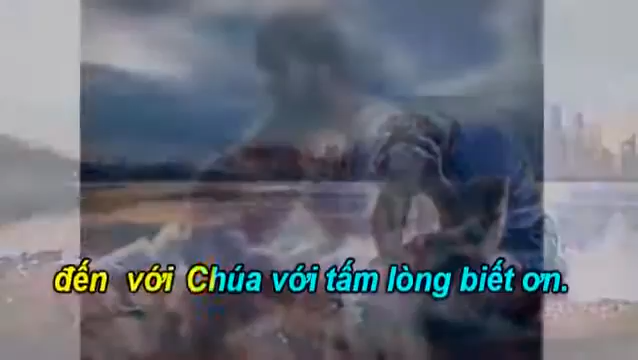 đến với Chúa với tấm lòng biết ơn.